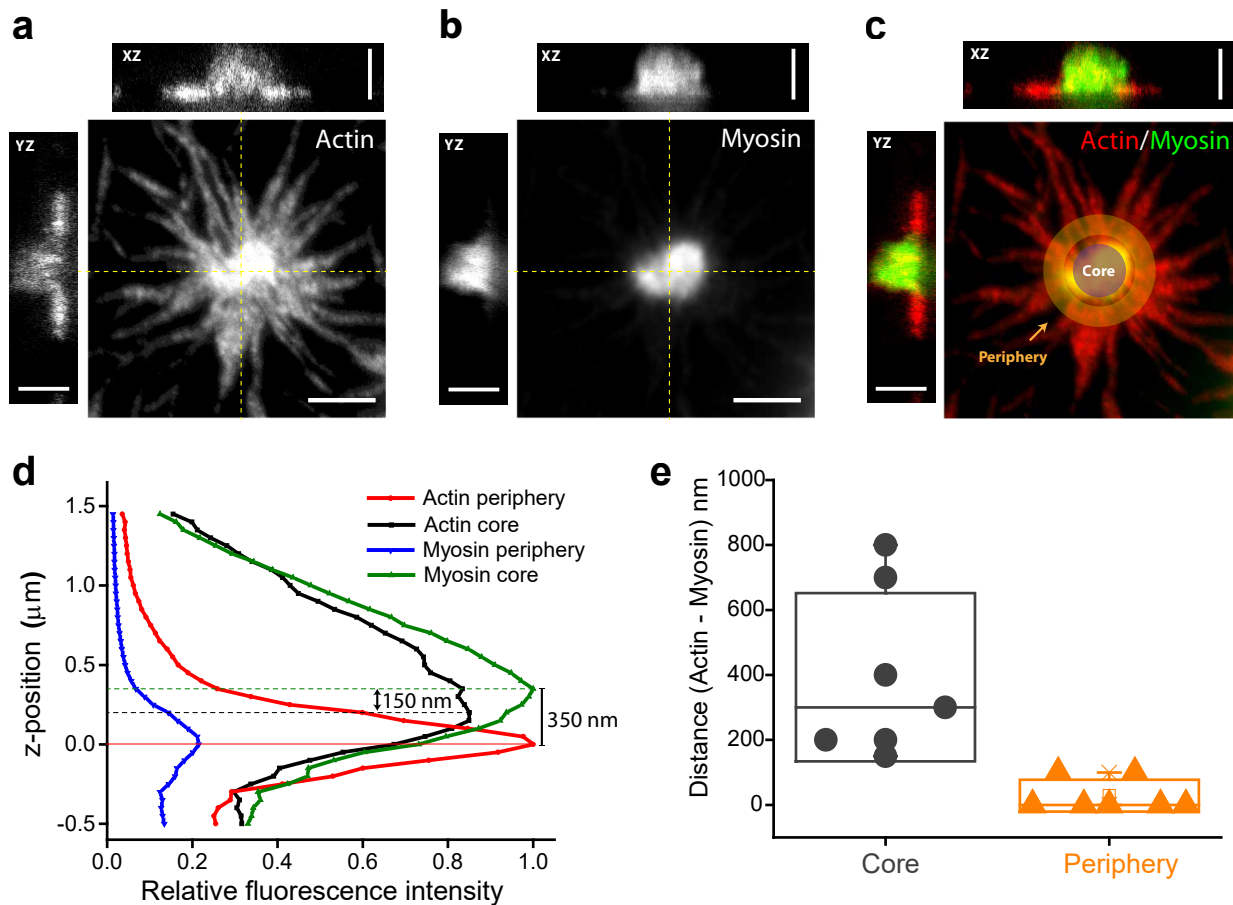 a
XZ
YZ
Actin
b
XZ
YZ
Myosin
c
XZ
YZ
Actin/Myosin
Core
Periphery
d
Actin periphery
Actin core
Myosin periphery
Myosin core
z-position (μm)
1.5
1.0
0.5
0.0
-0.5
150 nm
350 nm
0.0 0.2 0.4 0.6 0.8 1.0
Relative fluorescence intensity
e
Distance (Actin - Myosin) nm
1000
800
600
400
200
0
Core Periphery